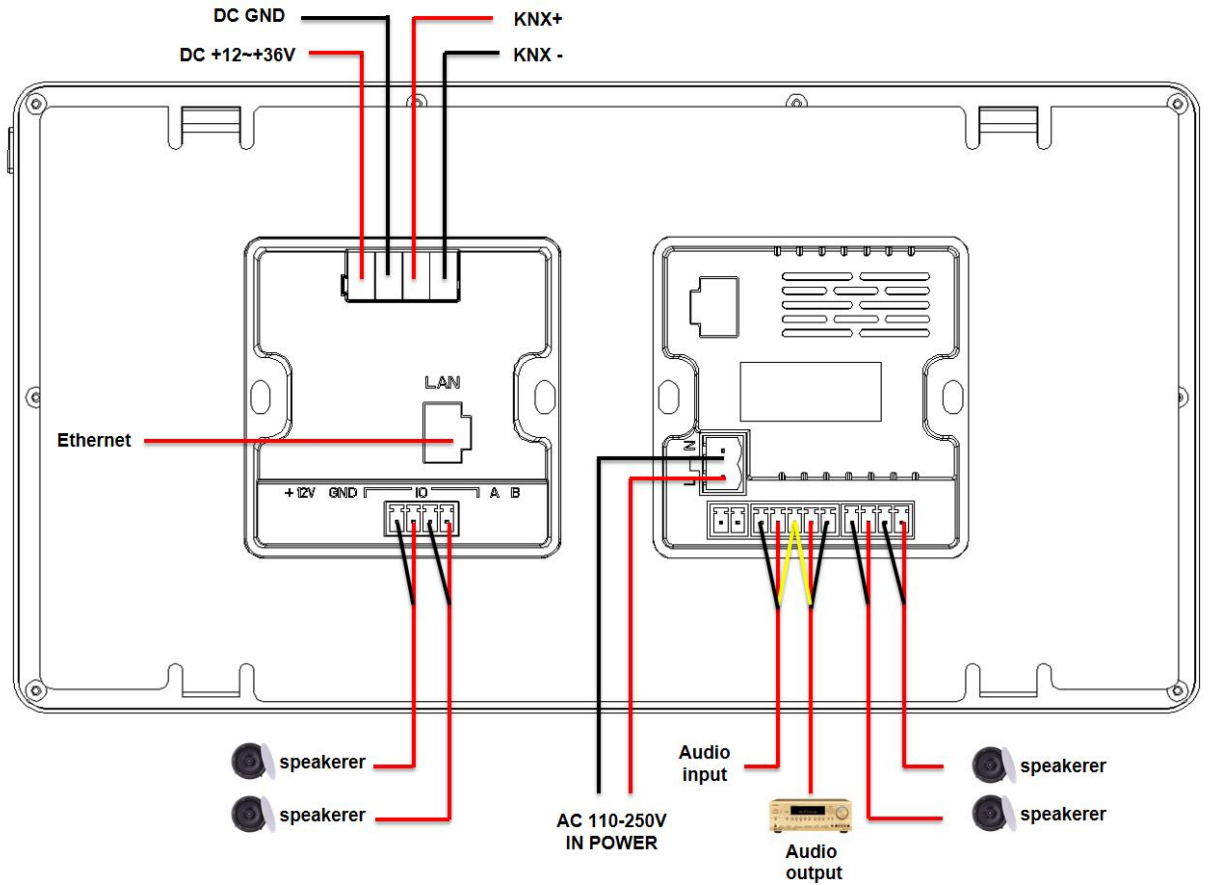 DC GND
KNX+
DC +12~+36V
KNX -
LAN
Ethernet
N
L
+12V GND IO A B
speakerer
speakerer
Audio
input
speakerer
speakerer
AC 110-250V
IN POWER
Audio
output